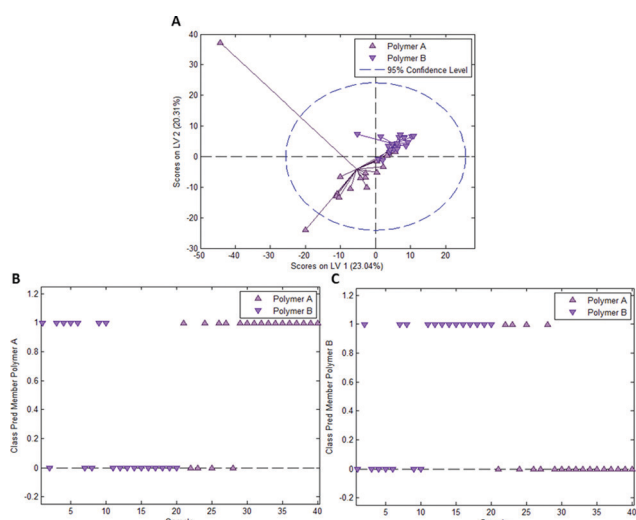 A
Polymer A
Polymer B
95% Confidence Level
Scores on LV 2 (20.31%)
40
30
20
10
0
-10
-20
-30
-50 -40 -30 -20 -10 0 10 20
Scores on LV 1 (23.04%)
B
Polymer A
Polymer B
Class Pred Member Polymer A
1.2
1
0.8
0.6
0.4
0.2
0
-0.2
5 10 15 20 25 30 35 40
C
Polymer A
Polymer B
Class Pred Member Polymer B
1.2
1
0.8
0.6
0.4
0.2
0
-0.2
5 10 15 20 25 30 35 40